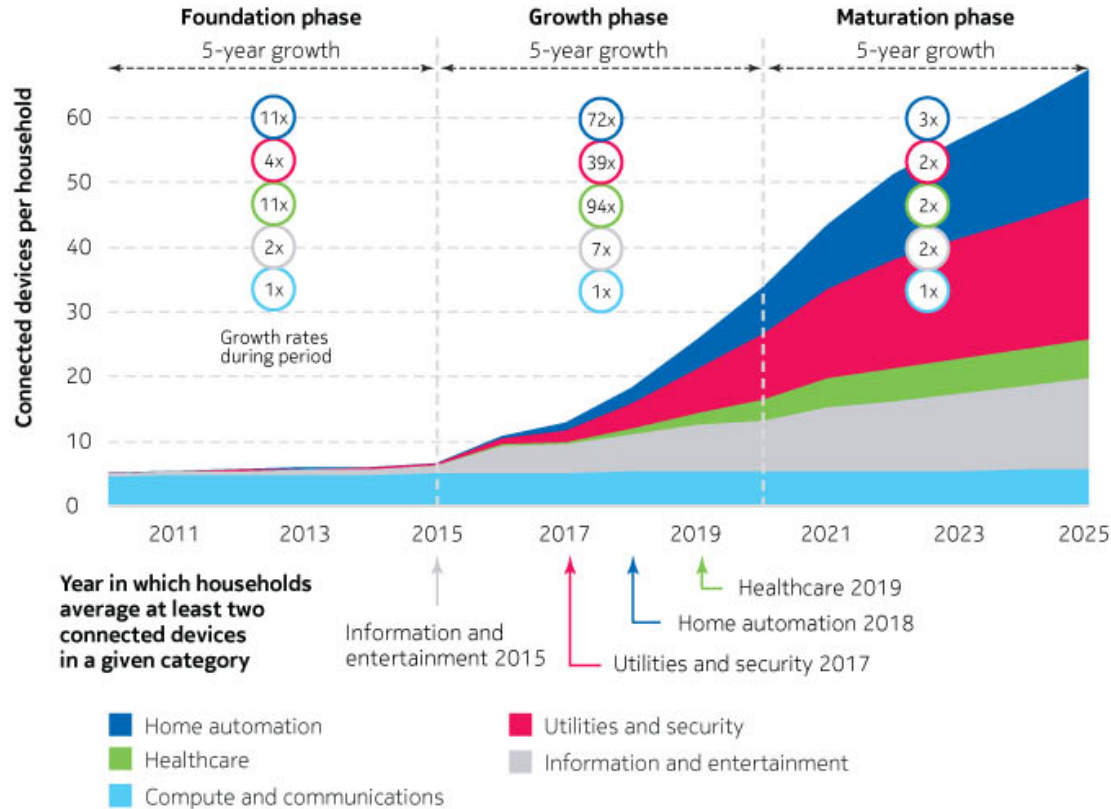 Foundation phase
Growth phase
Maturation phase
5-year growth
5-year growth
5-year growth
Connected devices per household
60
50
40
30
20
10
0
11x
4x
11x
2x
1x
Growth rates
during period
72x
39x
94x
7x
1x
3x
2x
2x
2x
1x
2011
2013
2015
2017
2019
2021
2023
2025
Year in which households
average at least two
connected devices
in a given category
Information and
entertainment 2015
Healthcare 2019
Home automation 2018
Utilities and security 2017
Home automation
Utilities and security
Healthcare
Information and entertainment
Compute and communications